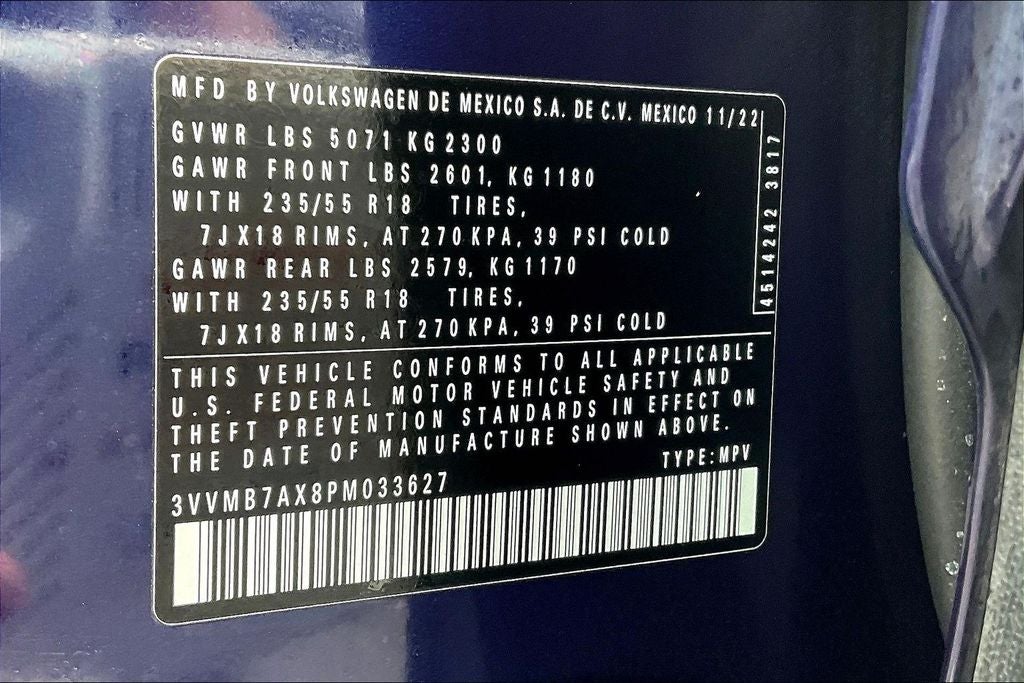 MFD BY VOLKSWAGEN DE MEXICO S.A. DE C.V. MEXICO 11/22
GVWR LBS 5071 KG 2300
GAWR FRONT LBS 2601, KG 1180
WITH 235/55 R18 TIRES,
7JX18 RIMS, AT 270 KPA, 39 PSI COLD
GAWR REAR LBS 2579, KG 1170
WITH 235/55 R18 TIRES,
7JX18 RIMS, AT 270 KPA, 39 PSI COLD
4514242 3817
THIS VEHICLE CONFORMS TO ALL APPLICABLE
U.S. FEDERAL MOTOR VEHICLE SAFETY AND
THEFT PREVENTION STANDARDS IN EFFECT ON
THE DATE OF MANUFACTURE SHOWN ABOVE.
TYPE: MPV
3VVMB7AX8PM033627